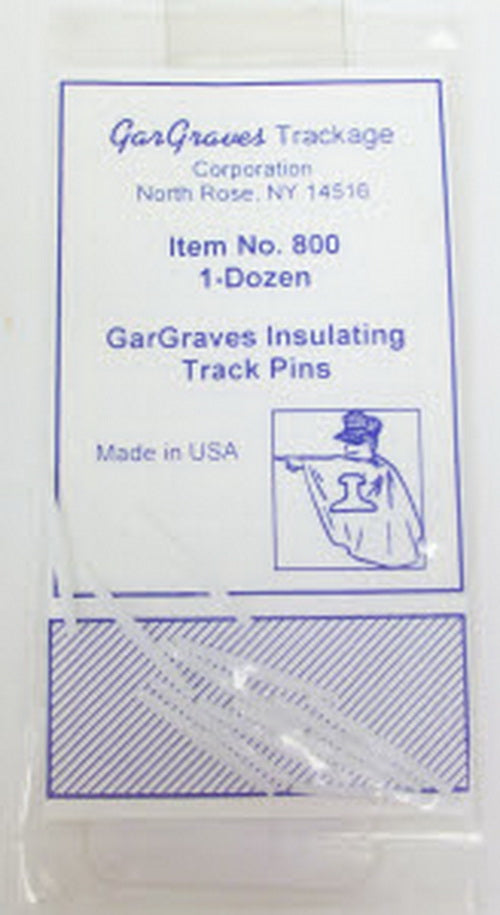 GarGraves Trackage
Corporation
North Rose, NY 14516
Item No. 800
1-Dozen
GarGraves Insulating
Track Pins
Made in USA